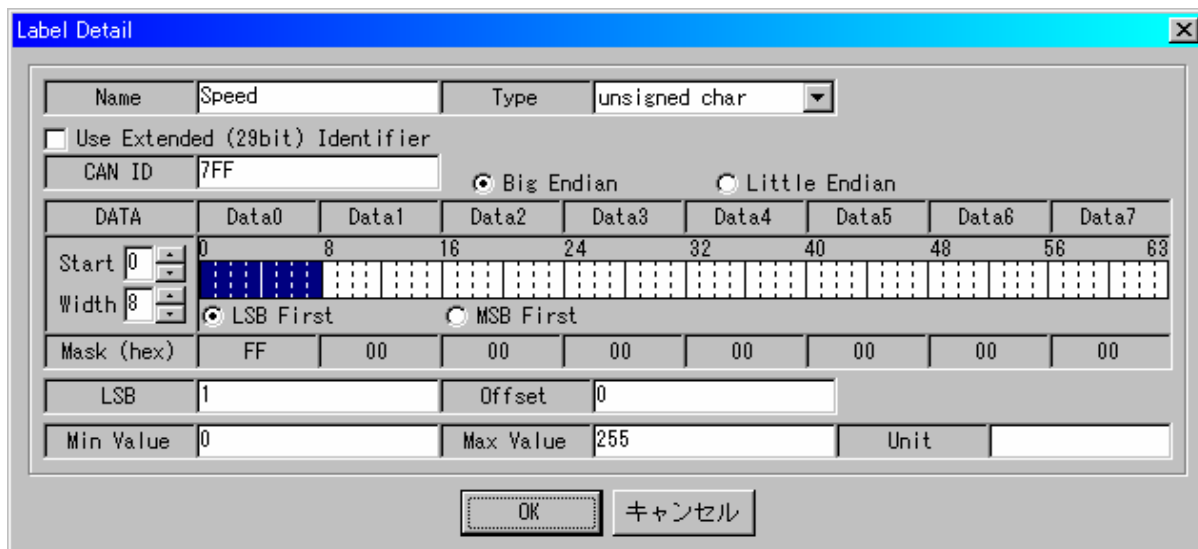 Label Detail
Name Speed Type unsigned char
Use Extended (29bit) Identifier
CAN ID 7FF Big Endian Little Endian
DATA Data0 Data1 Data2 Data3 Data4 Data5 Data6 Data7
0 8 16 24 32 40 48 56 63
Start 0
Width 8
LSB First MSB First
Mask (hex) FF 00 00 00 00 00 00 00
LSB 1 Offset 0
Min Value 0 Max Value 255 Unit
OK キャンセル